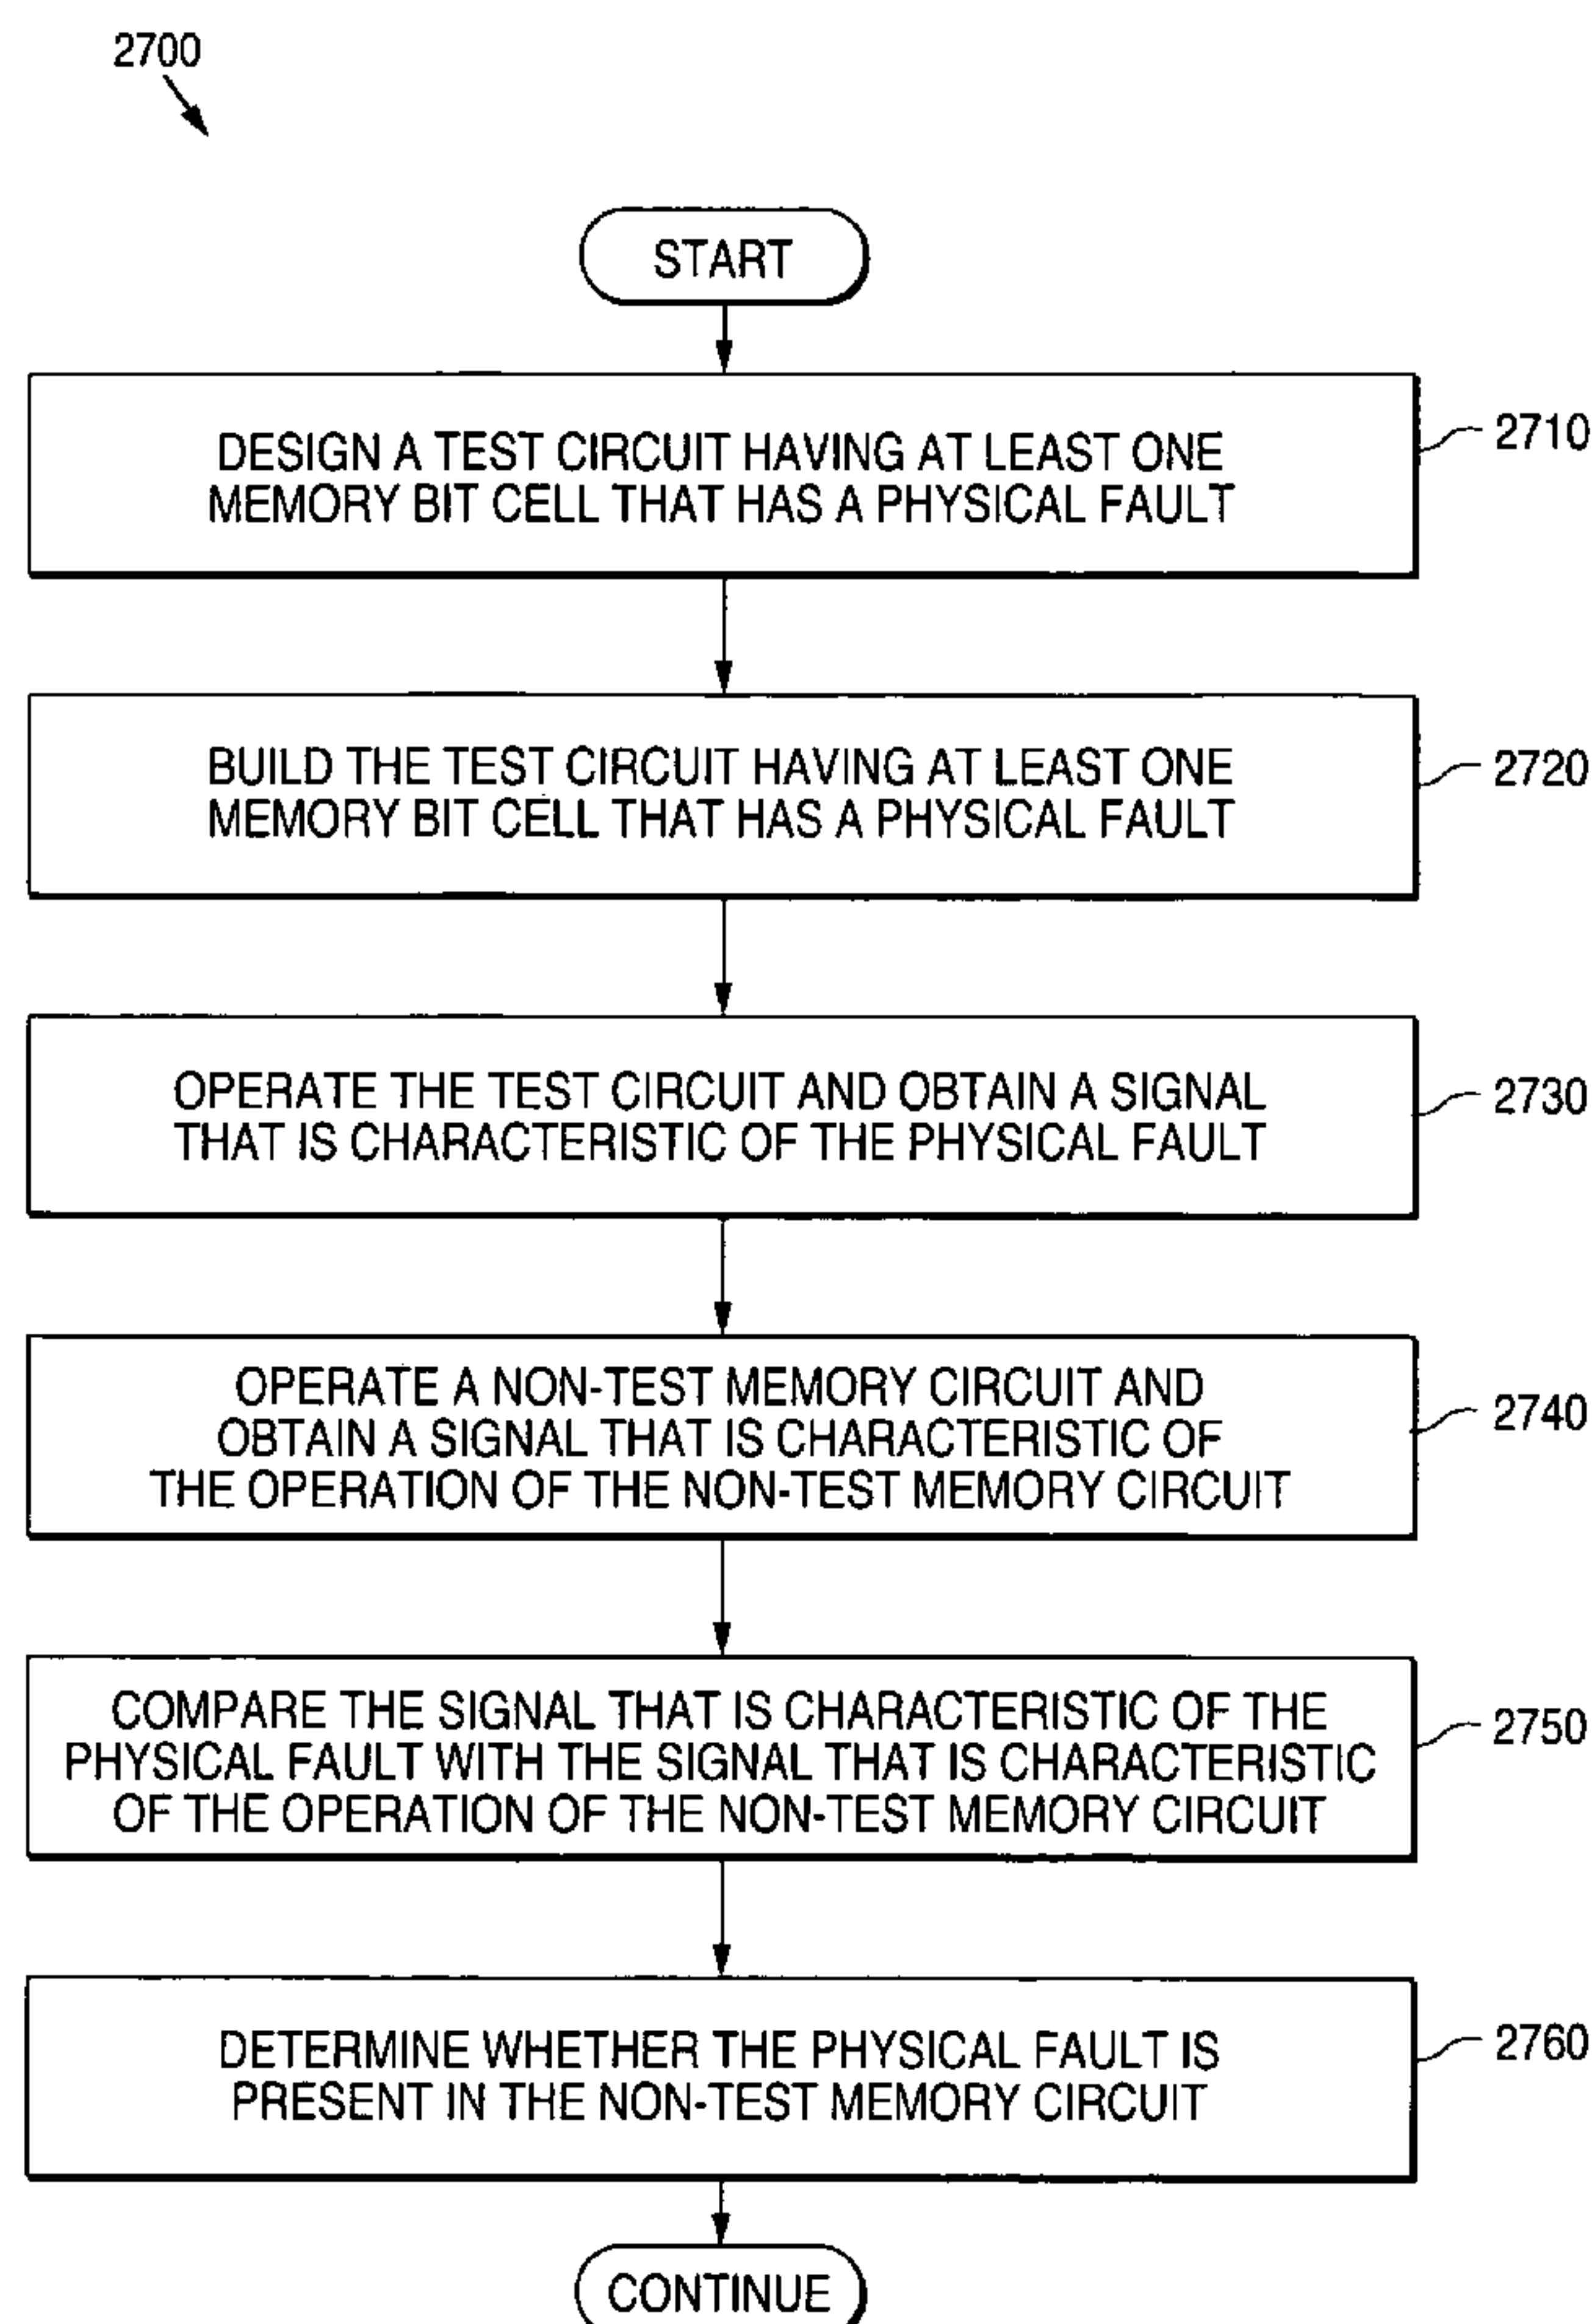 2700
START
DESIGN A TEST CIRCUIT HAVING AT LEAST ONE
MEMORY BIT CELL THAT HAS A PHYSICAL FAULT
2710
BUILD THE TEST CIRCUIT HAVING AT LEAST ONE
MEMORY BIT CELL THAT HAS A PHYSICAL FAULT
2720
OPERATE THE TEST CIRCUIT AND OBTAIN A SIGNAL
THAT IS CHARACTERISTIC OF THE PHYSICAL FAULT
2730
OPERATE A NON-TEST MEMORY CIRCUIT AND
OBTAIN A SIGNAL THAT IS CHARACTERISTIC OF
THE OPERATION OF THE NON-TEST MEMORY CIRCUIT
2740
COMPARE THE SIGNAL THAT IS CHARACTERISTIC OF THE
PHYSICAL FAULT WITH THE SIGNAL THAT IS CHARACTERISTIC
OF THE OPERATION OF THE NON-TEST MEMORY CIRCUIT
2750
DETERMINE WHETHER THE PHYSICAL FAULT IS
PRESENT IN THE NON-TEST MEMORY CIRCUIT
2760
CONTINUE